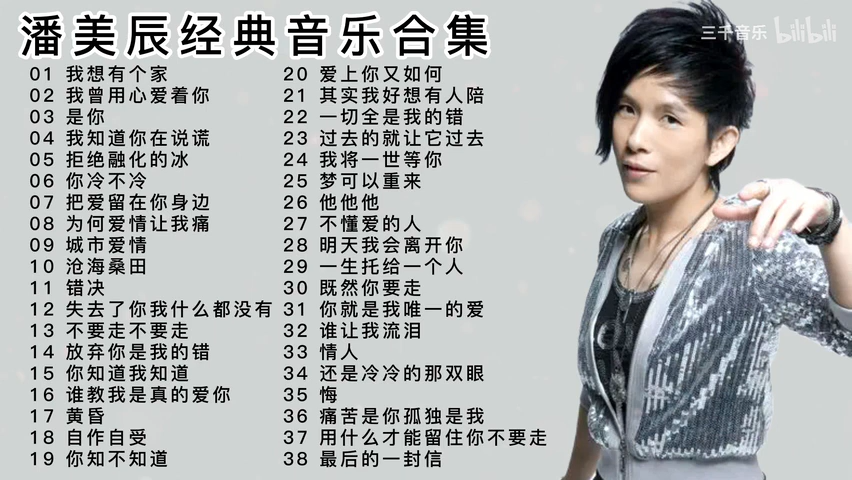 潘美辰经典音乐合集
三千音乐 bilibili
01 我想有个家
02 我曾用心爱着你
03 是你
04 我知道你在说谎
05 拒绝融化的冰
06 你冷不冷
07 把爱留在你身边
08 为何爱情让我痛
09 城市爱情
10 沧海桑田
11 错决
12 失去了你我什么都没有
13 不要走不要走
14 放弃你是我的错
15 你知道我知道
16 谁教我是真的爱你
17 黄昏
18 自作自受
19 你知不知道
20 爱上你又如何
21 其实我好想有人陪
22 一切全是我的错
23 过去的就让它过去
24 我将一世等你
25 梦可以重来
26 他他他
27 不懂爱的人
28 明天我会离开你
29 一生托给一个人
30 既然你要走
31 你就是我唯一的爱
32 谁让我流泪
33 情人
34 还是冷冷的那双眼
35 悔
36 痛苦是你孤独是我
37 用什么才能留住你不要走
38 最后的一封信